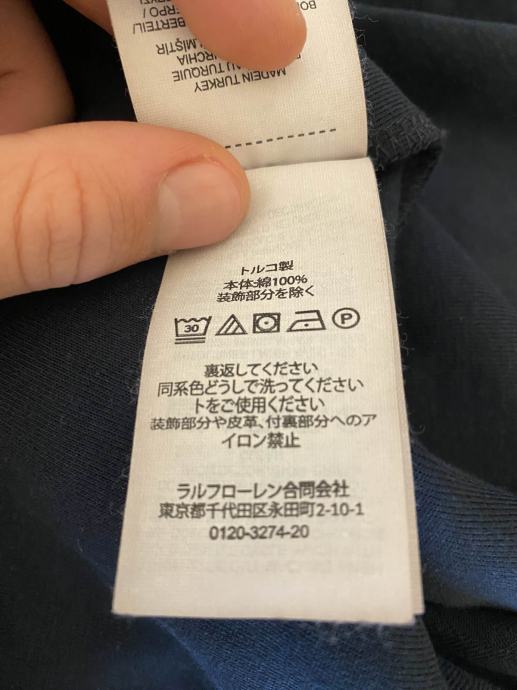 BERTEIL/
MADE IN TURKEY
AU TURQUIE
トルコ製
本体:綿100%
装飾部分を除く
30 P
裏返してください
同系色どうしで洗ってください
トをご使用ください
装飾部分や皮革、付裏部分へのア
イロン禁止
ラルフローレン合同会社
東京都千代田区永田町2-10-1
0120-3274-20